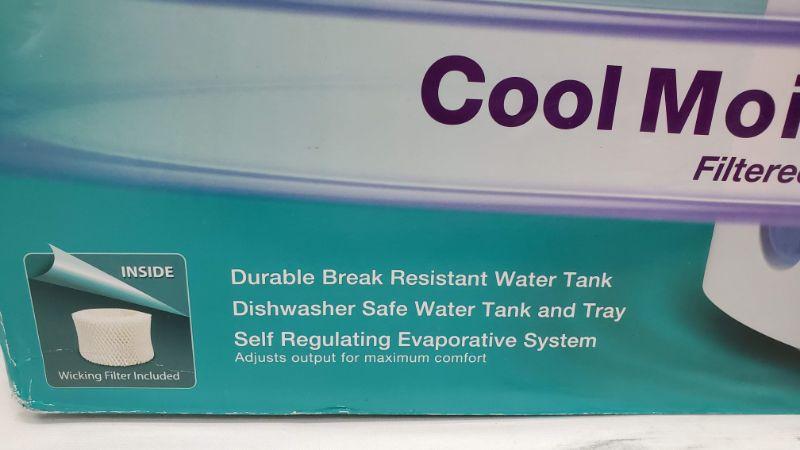 Cool Moi
Filtere
INSIDE
Wicking Filter Included
Durable Break Resistant Water Tank
Dishwasher Safe Water Tank and Tray
Self Regulating Evaporative System
Adjusts output for maximum comfort